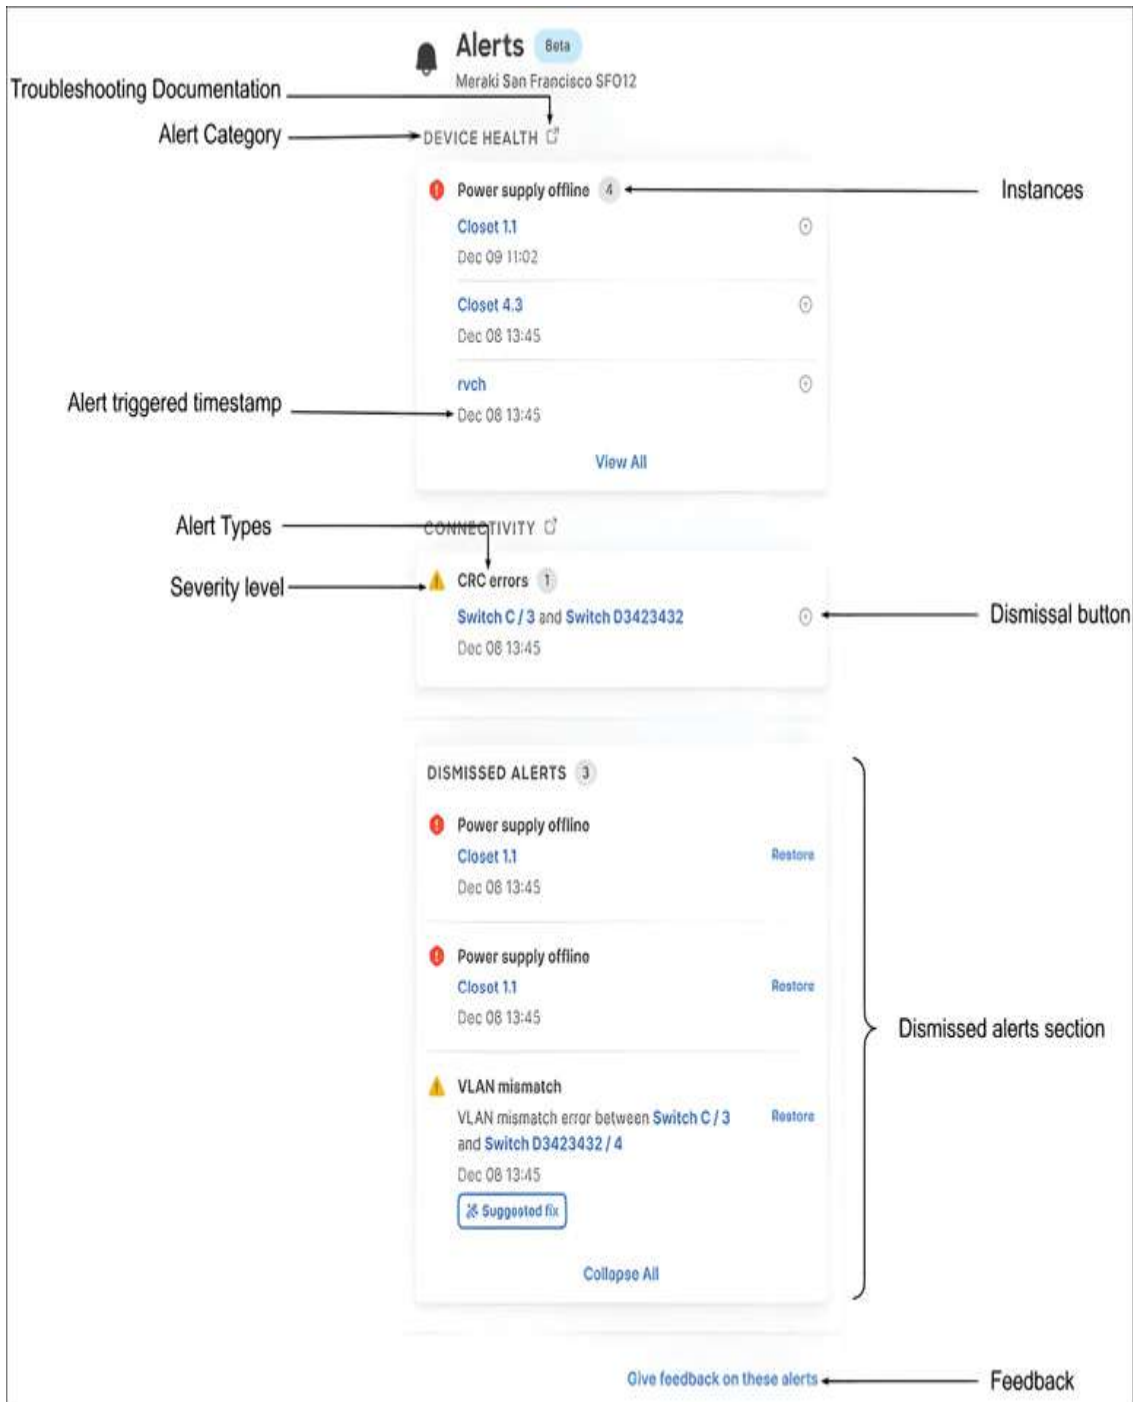 Alerts Beta
Meraki San Francisco SFO12
Troubleshooting Documentation
Alert Category
DEVICE HEALTH
Power supply offline 4
Instances
Closet 1.1
Dec 09 11:02
Closet 4.3
Dec 08 13:45
rvch
Alert triggered timestamp
Dec 08 13:45
View All
Alert Types
CONNECTIVITY
Severity level
CRC errors 1
Switch C / 3 and Switch D3423432
Dismissal button
Dec 08 13:45
DISMISSED ALERTS 3
Power supply offline
Closet 1.1
Restore
Dec 08 13:45
Power supply offline
Closet 1.1
Restore
Dec 08 13:45
Dismissed alerts section
VLAN mismatch
VLAN mismatch error between Switch C / 3
Restore
and Switch D3423432 / 4
Dec 08 13:45
Suggested fix
Collapse All
Give feedback on these alerts
Feedback